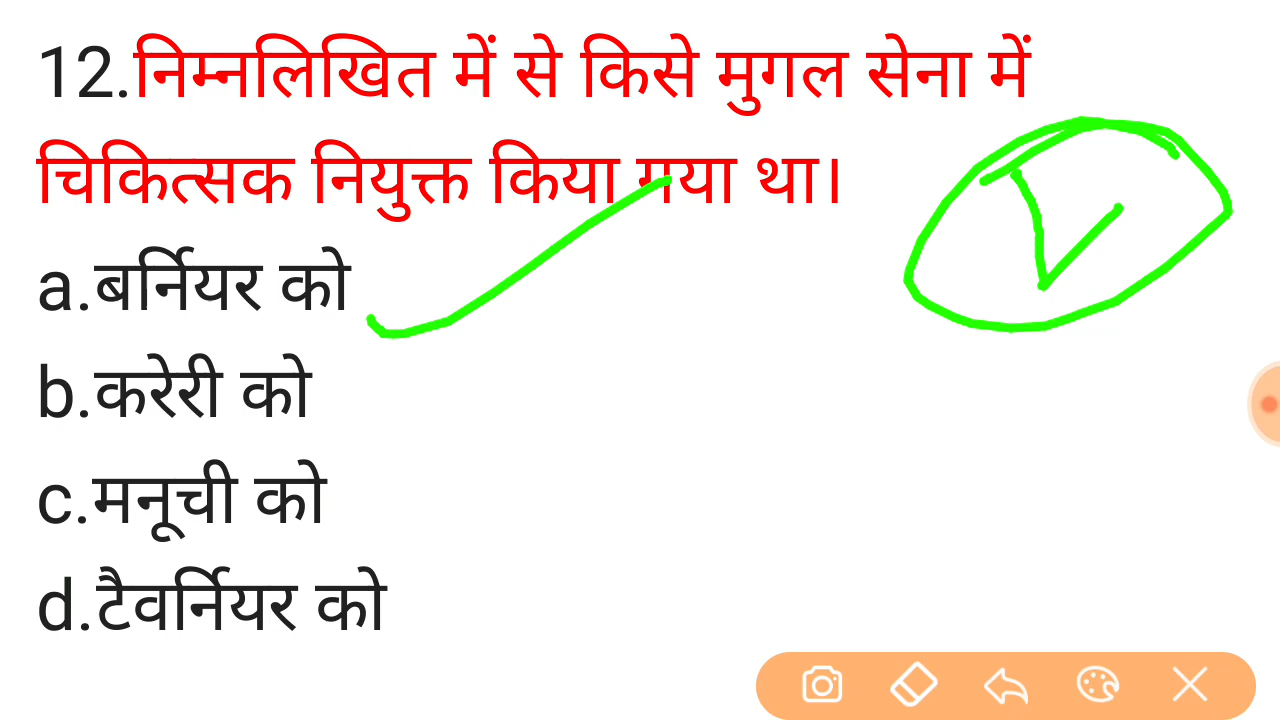 12.निम्नलिखित में से किसे मुगल सेना में
चिकित्सक नियुक्त किया गया था।
a.बर्नियर को
b.करेरी को
c.मनूची को
d.टैवर्नियर को